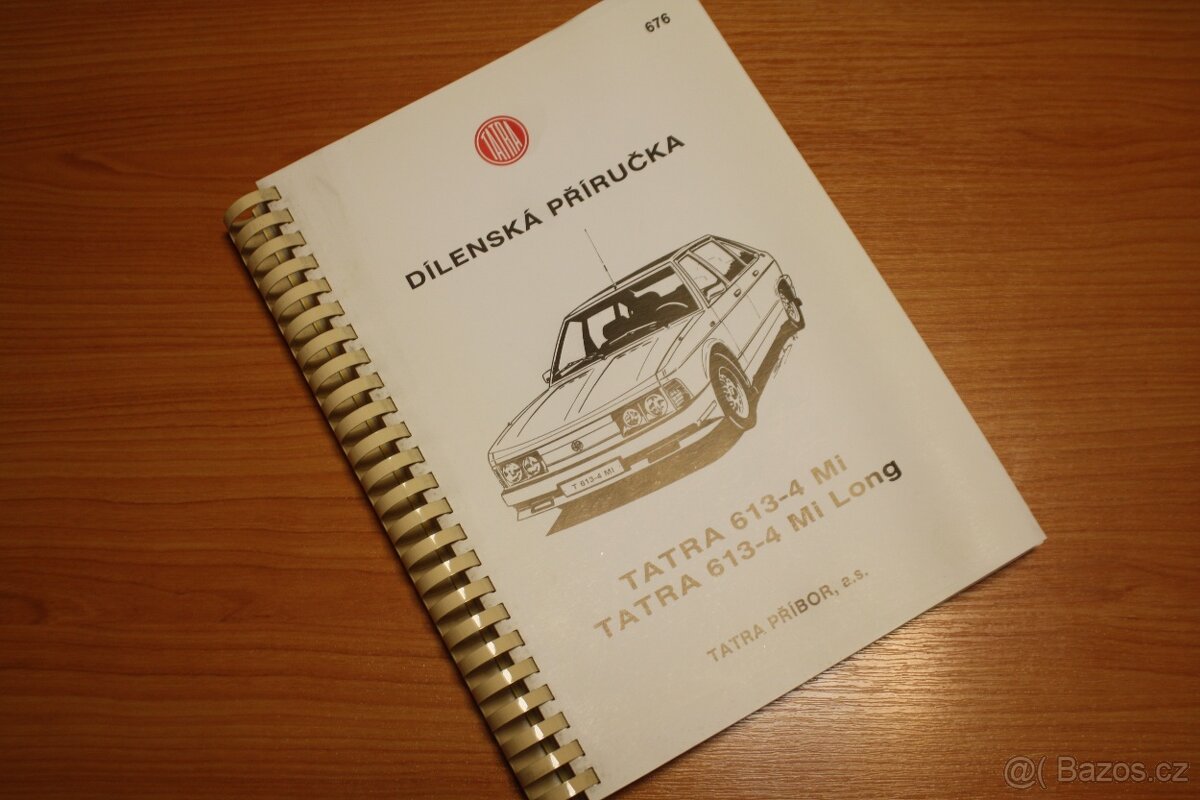 676
TATRA
DÍLENSKÁ PŘÍRUČKA
T 613-4 MI
TATRA 613-4 Mi
TATRA 613-4 Mi Long
TATRA PŘÍBOR, a.s.
@( Bazos.cz